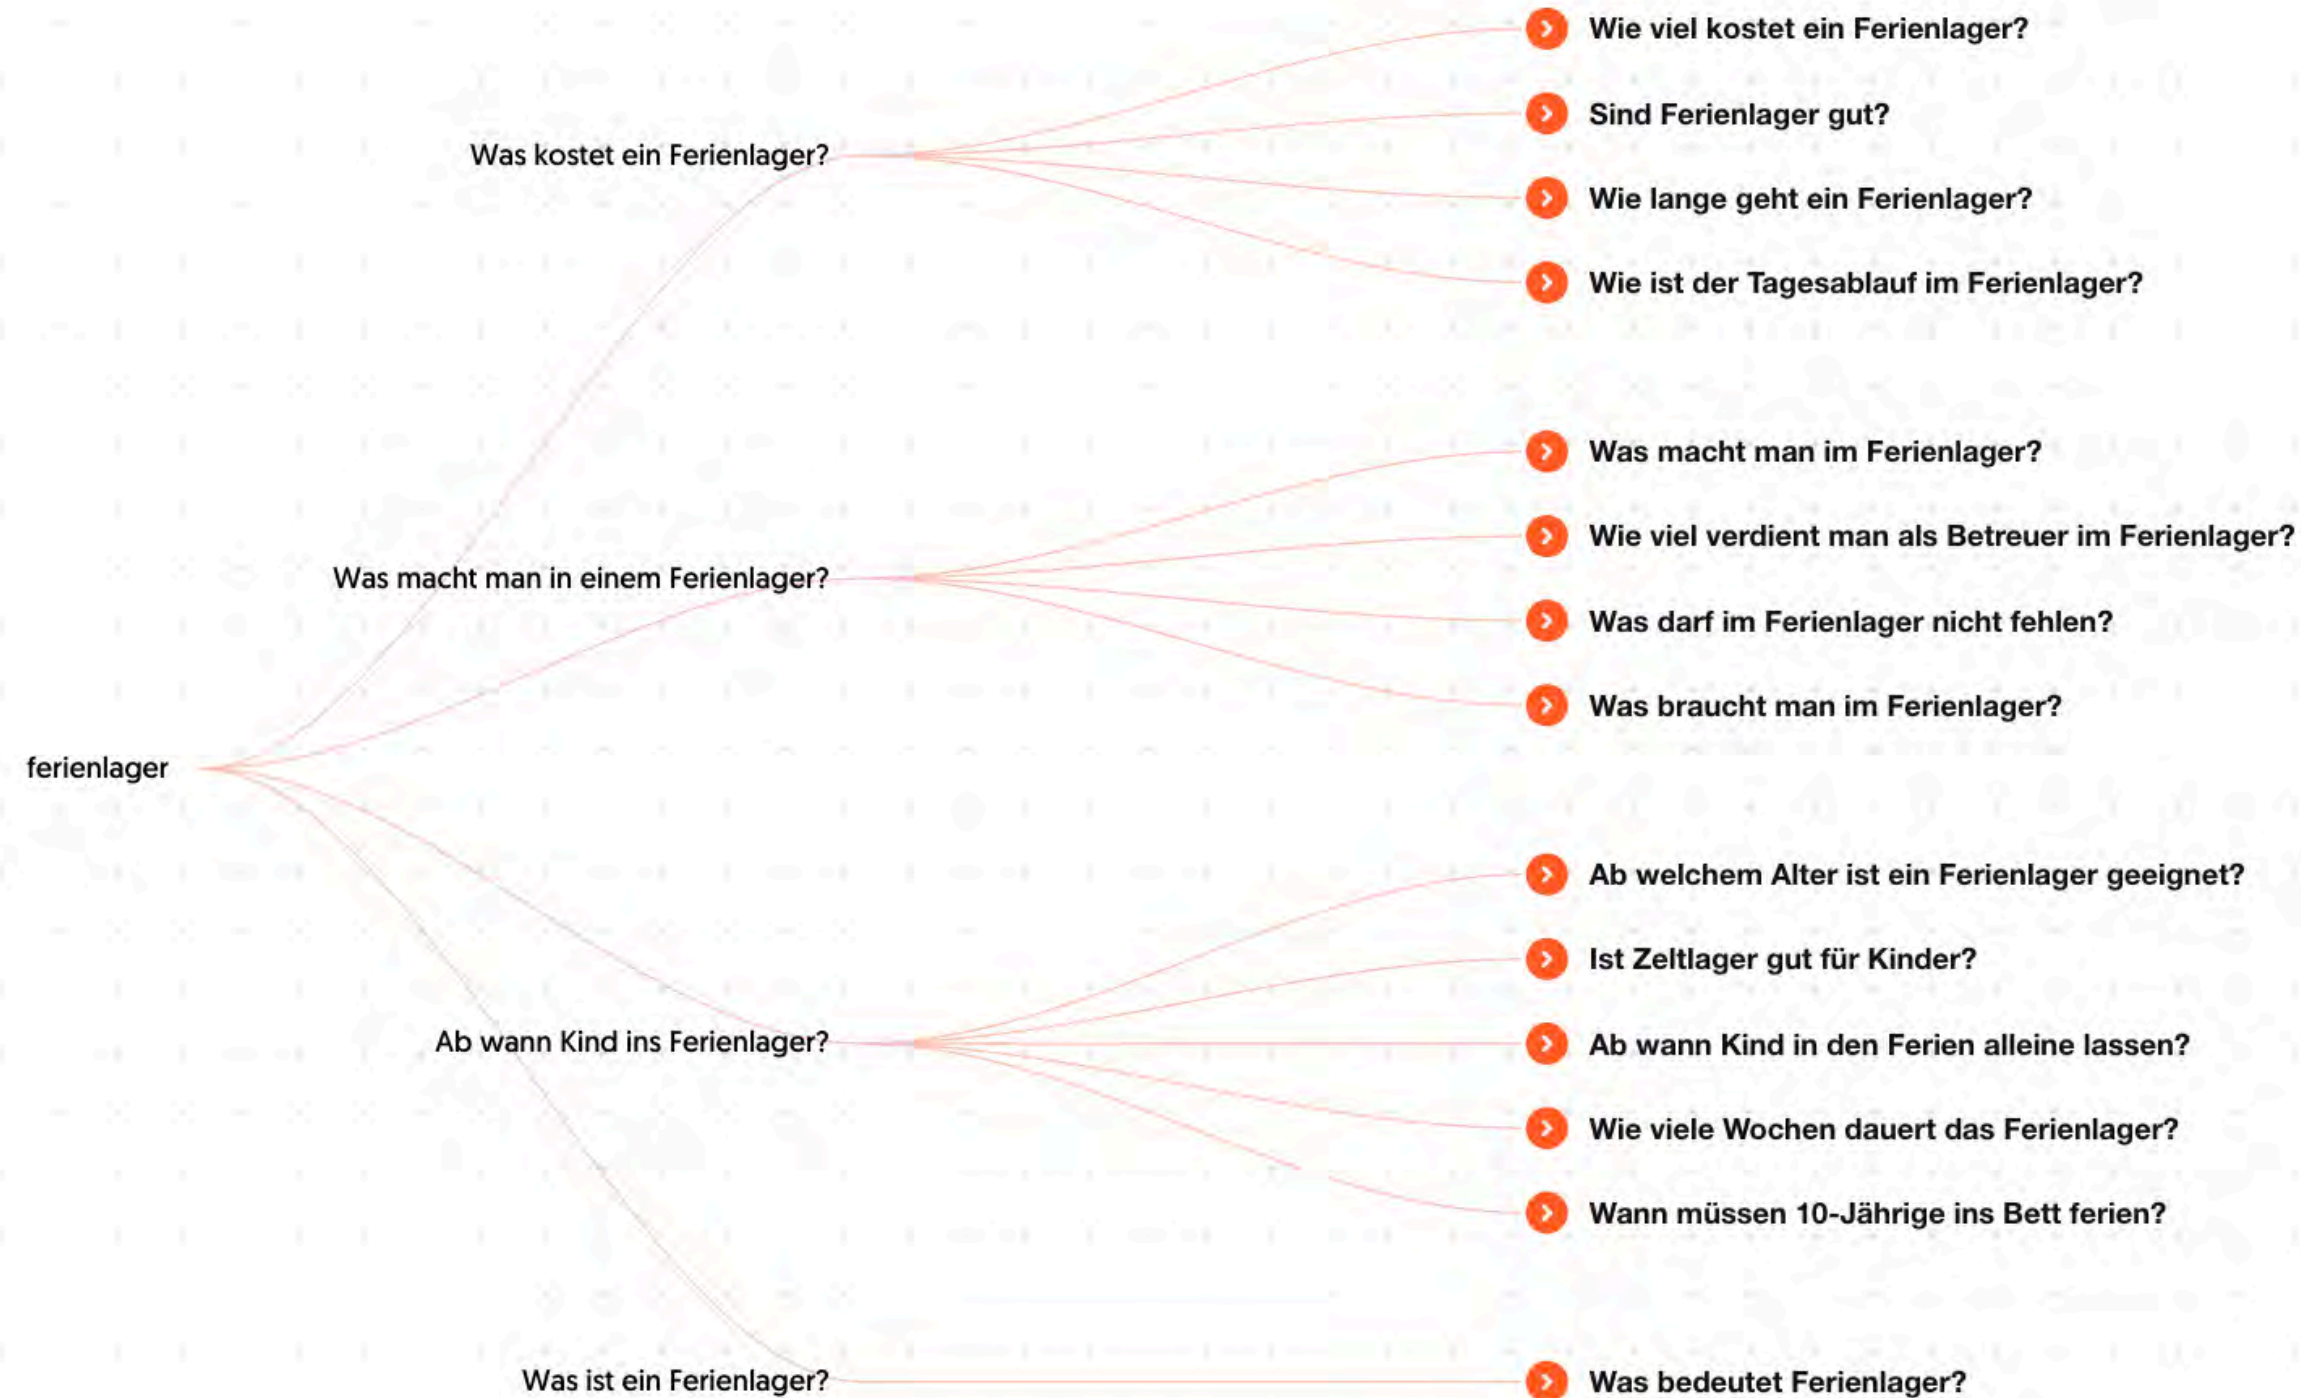 ferienlager
Was kostet ein Ferienlager?
Wie viel kostet ein Ferienlager?
Sind Ferienlager gut?
Wie lange geht ein Ferienlager?
Wie ist der Tagesablauf im Ferienlager?
Was macht man in einem Ferienlager?
Was macht man im Ferienlager?
Wie viel verdient man als Betreuer im Ferienlager?
Was darf im Ferienlager nicht fehlen?
Was braucht man im Ferienlager?
Ab wann Kind ins Ferienlager?
Ab welchem Alter ist ein Ferienlager geeignet?
Ist Zeltlager gut für Kinder?
Ab wann Kind in den Ferien alleine lassen?
Wie viele Wochen dauert das Ferienlager?
Wann müssen 10-Jährige ins Bett ferien?
Was ist ein Ferienlager?
Was bedeutet Ferienlager?